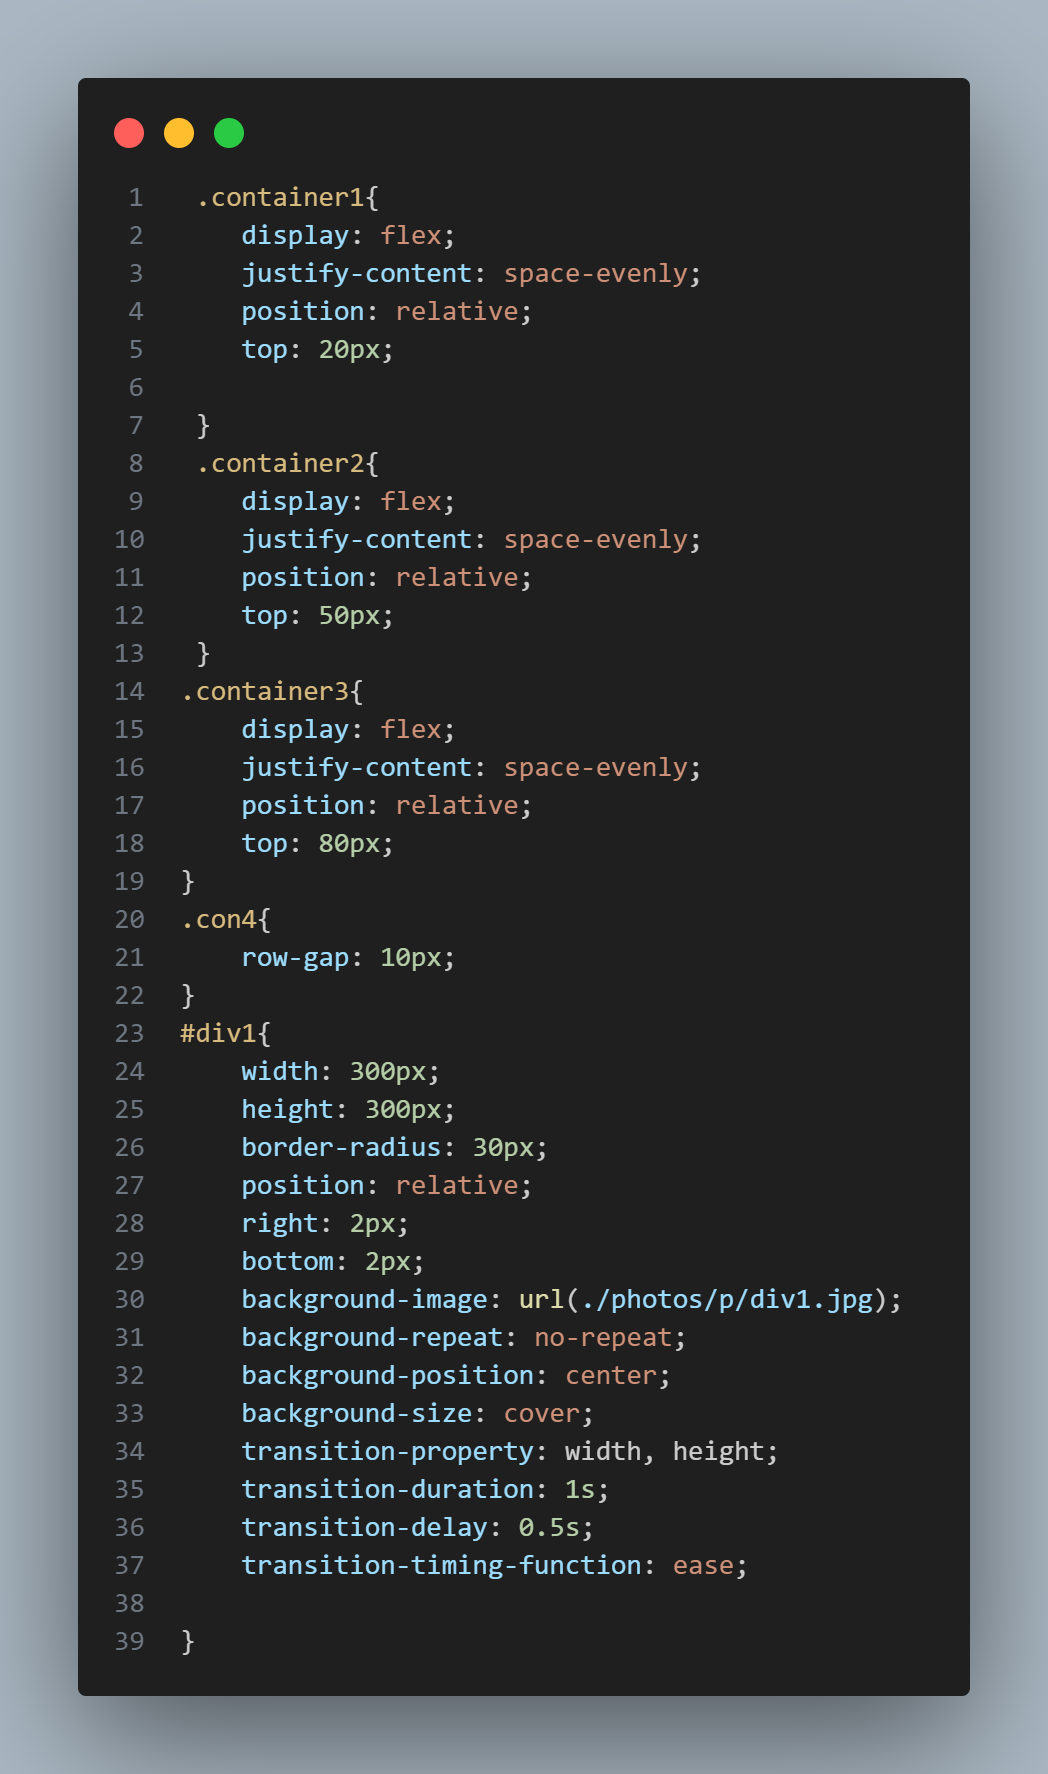 1 .container1{
2 display: flex;
3 justify-content: space-evenly;
4 position: relative;
5 top: 20px;
6
7 }
8 .container2{
9 display: flex;
10 justify-content: space-evenly;
11 position: relative;
12 top: 50px;
13 }
14 .container3{
15 display: flex;
16 justify-content: space-evenly;
17 position: relative;
18 top: 80px;
19 }
20 .con4{
21 row-gap: 10px;
22 }
23 #div1{
24 width: 300px;
25 height: 300px;
26 border-radius: 30px;
27 position: relative;
28 right: 2px;
29 bottom: 2px;
30 background-image: url(./photos/p/div1.jpg);
31 background-repeat: no-repeat;
32 background-position: center;
33 background-size: cover;
34 transition-property: width, height;
35 transition-duration: 1s;
36 transition-delay: 0.5s;
37 transition-timing-function: ease;
38
39 }